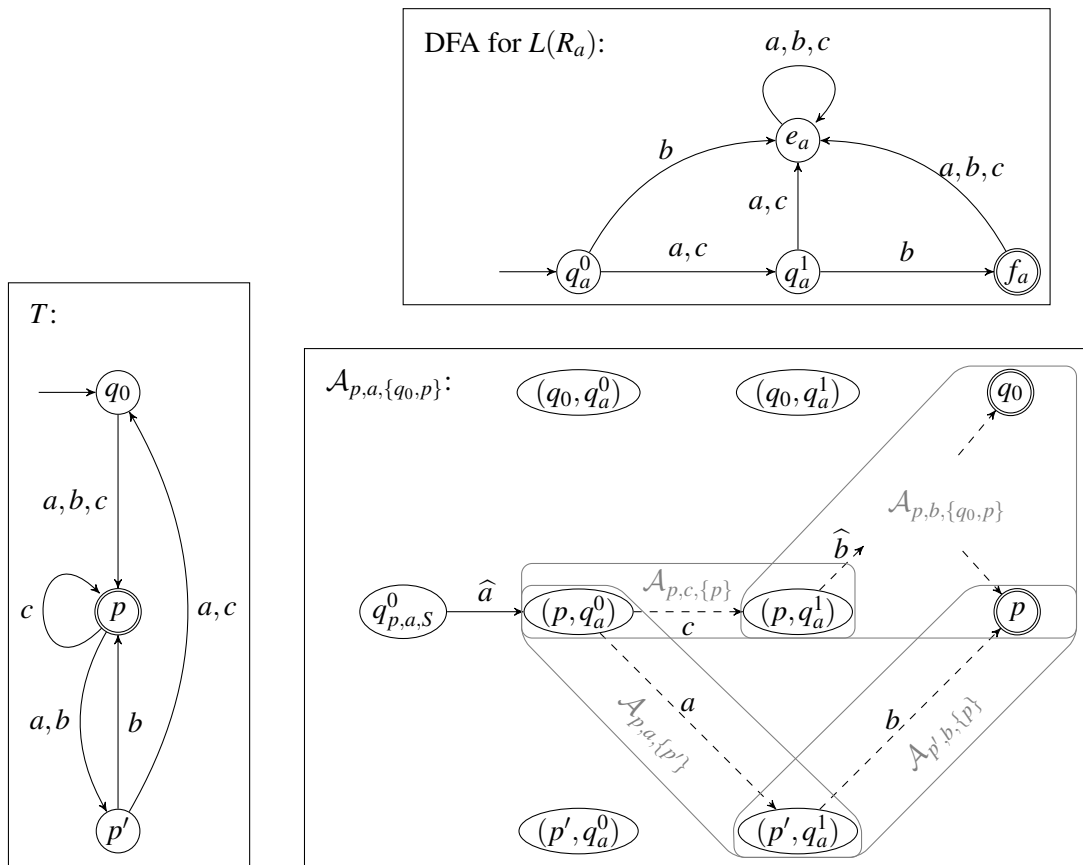 DFA for L(R_a):
a, b, c
e_a
b
a, b, c
a, c
q_a^0
a, c
q_a^1
b
f_a
T:
q_0
a, b, c
c
p
a, c
a, b
b
p′
𝒜_{p,a,{q_0,p}}:
(q_0, q_a^0)
(q_0, q_a^1)
q_0
𝒜_{p,b,{q_0,p}}
b̂
q_{p,a,S}^0
â
(p, q_a^0)
𝒜_{p,c,{p}}
c
(p, q_a^1)
p
𝒜_{p,a,{p′}}
a
b
𝒜_{p′,b,{p}}
(p′, q_a^0)
(p′, q_a^1)